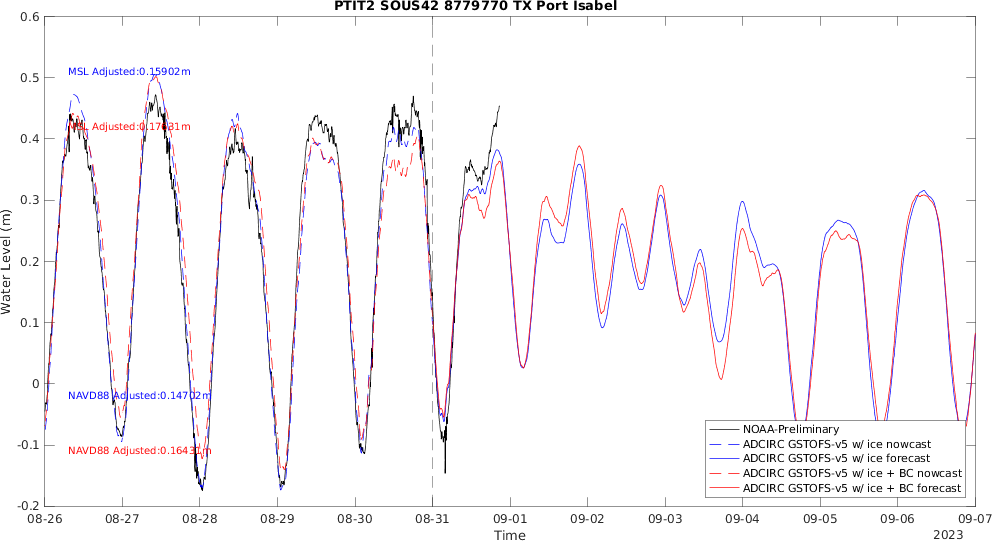 PTIT2 SOUS42 8779770 TX Port Isabel
0.6
0.5
0.4
0.3
0.2
0.1
0
-0.1
-0.2
Water Level (m)
MSL Adjusted:0.15902m
MSL Adjusted:0.17631m
NAVD88 Adjusted:0.14702m
NAVD88 Adjusted:0.16431m
NOAA-Preliminary
ADCIRC GSTOFS-v5 w/ ice nowcast
ADCIRC GSTOFS-v5 w/ ice forecast
ADCIRC GSTOFS-v5 w/ ice + BC nowcast
ADCIRC GSTOFS-v5 w/ ice + BC forecast
08-26 08-27 08-28 08-29 08-30 08-31 09-01 09-02 09-03 09-04 09-05 09-06 09-07
Time
2023